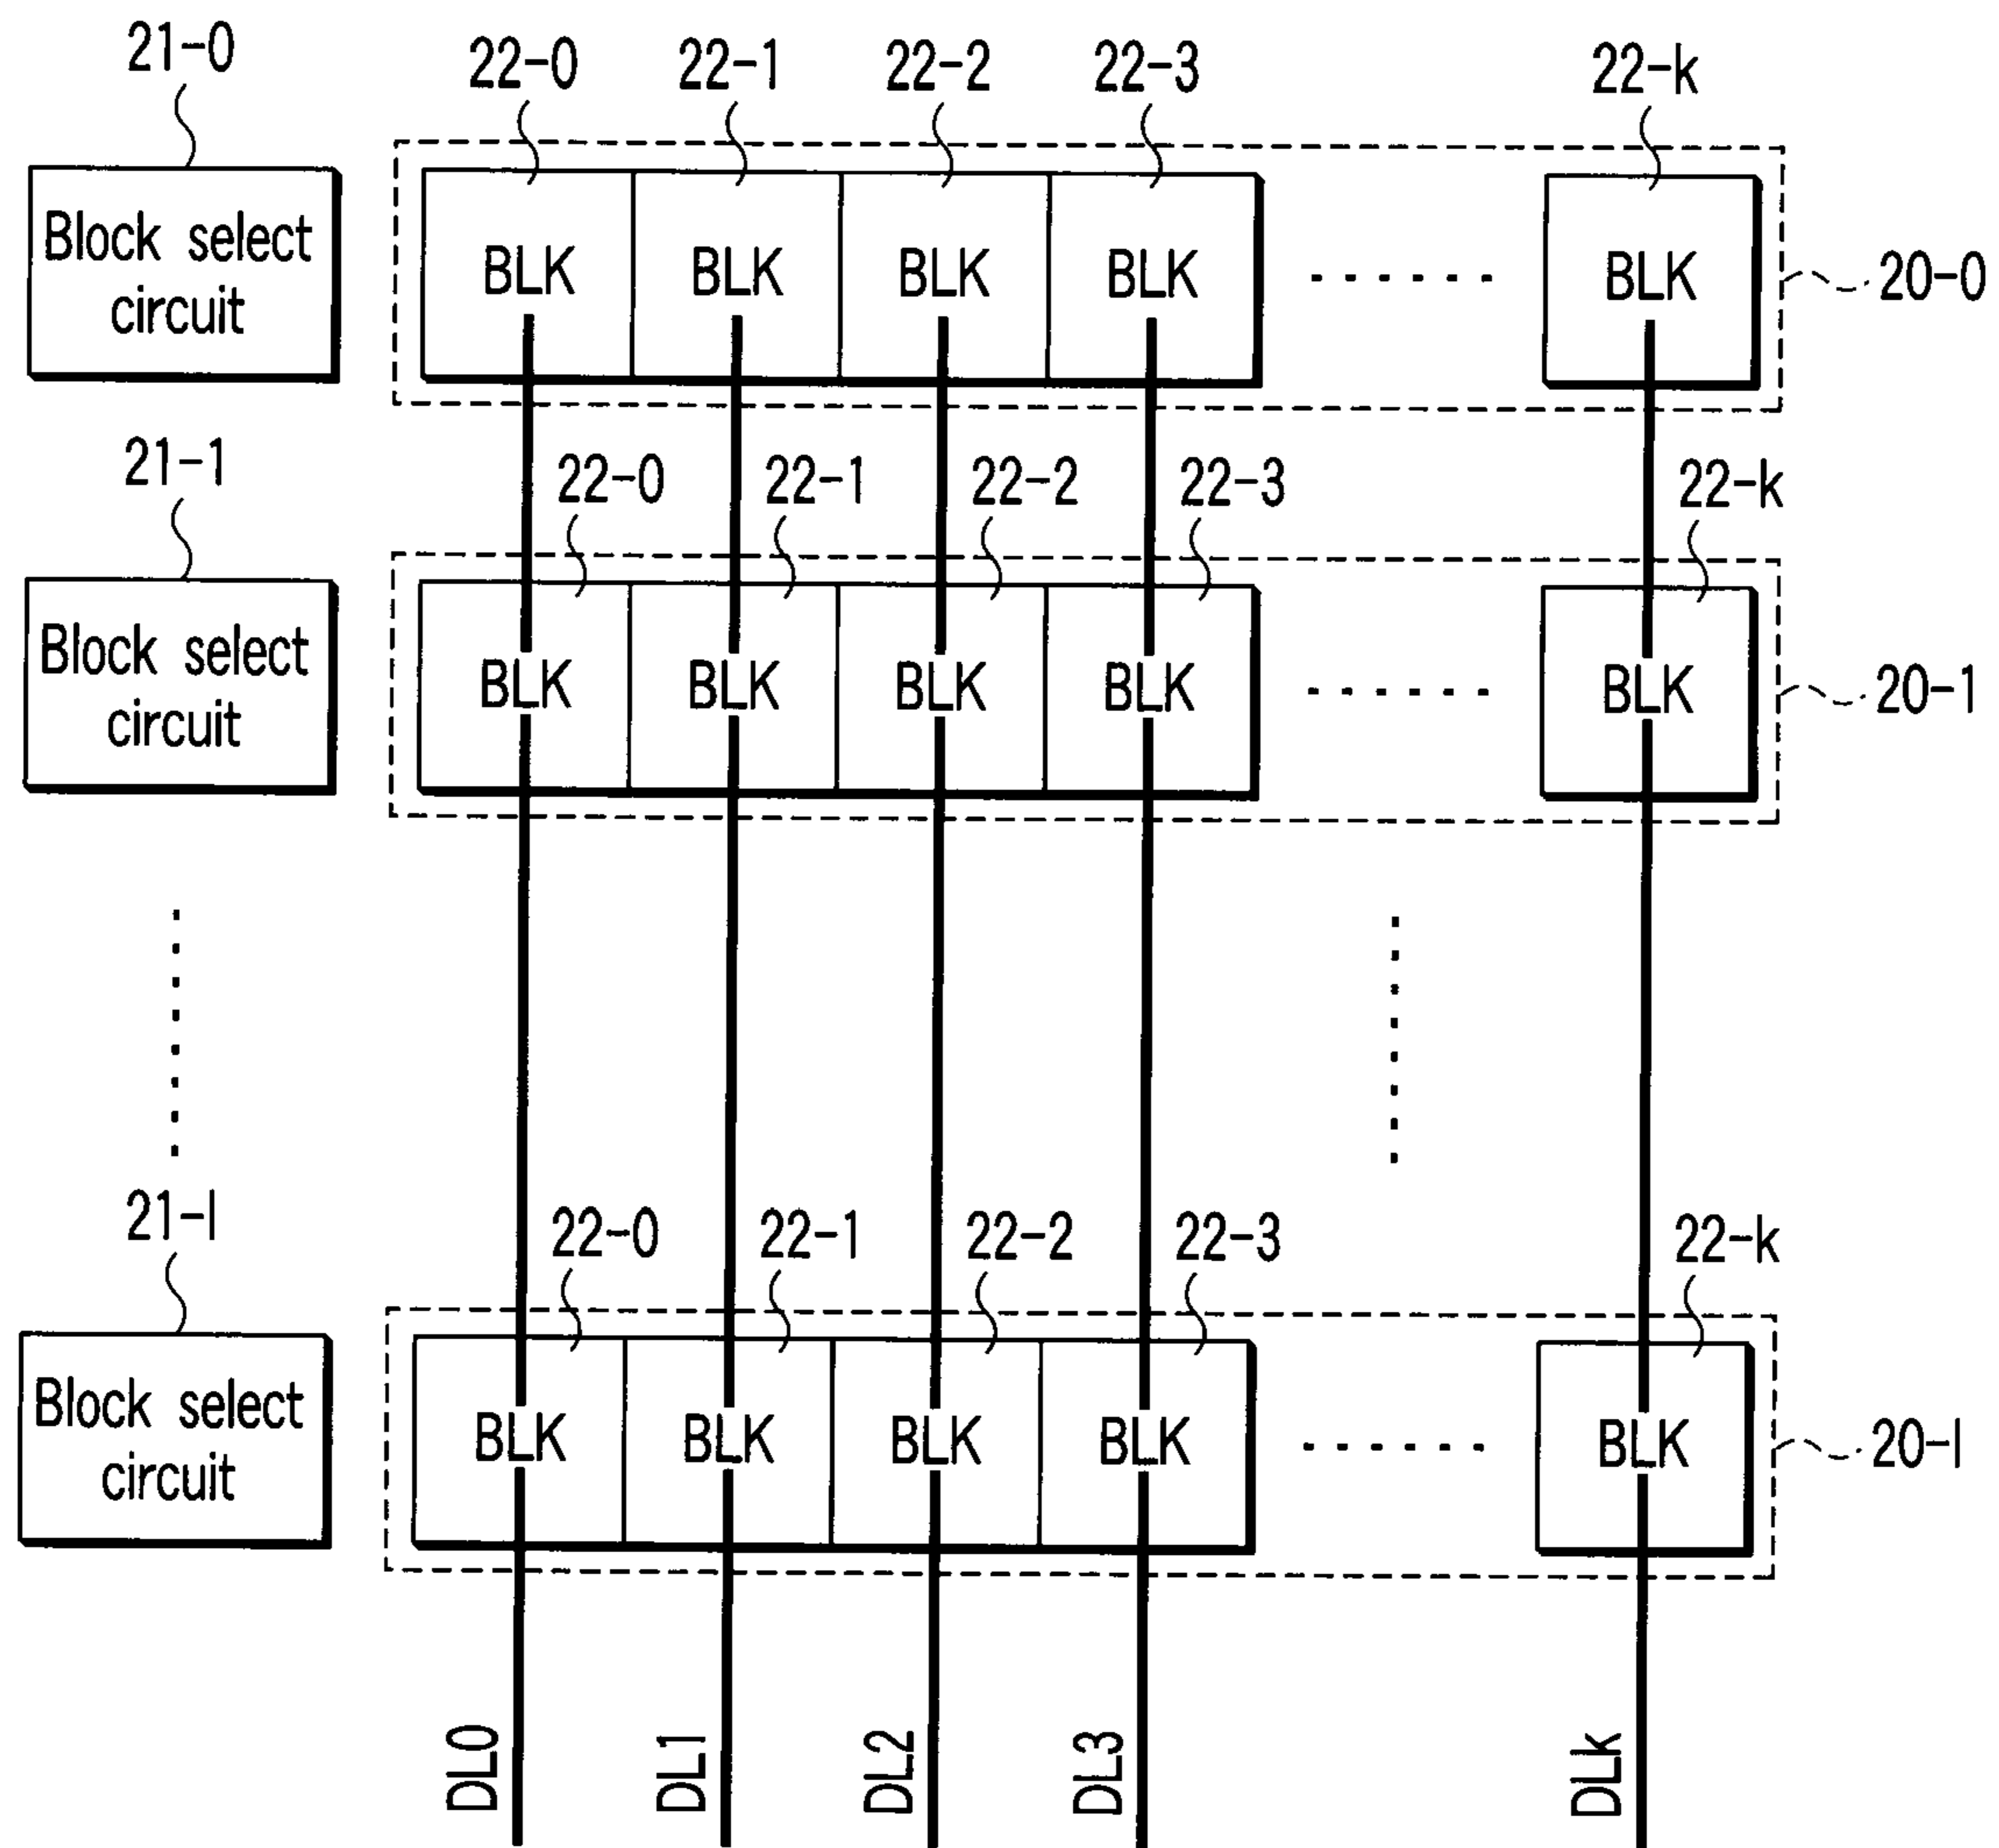 21-0 22-0 22-1 22-2 22-3 22-k
Block select
circuit
BLK BLK BLK BLK BLK
20-0
21-1 22-0 22-1 22-2 22-3 22-k
Block select
circuit
BLK BLK BLK BLK BLK
20-1
21-l 22-0 22-1 22-2 22-3 22-k
Block select
circuit
BLK BLK BLK BLK BLK
20-l
DL0 DL1 DL2 DL3 DLk